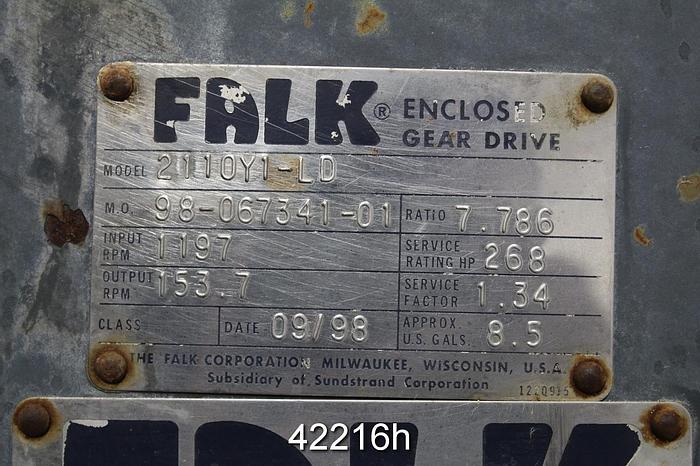 FALK® ENCLOSED
GEAR DRIVE
MODEL 2110Y1-LD
M.O. 98-067341-01 RATIO 7.786
INPUT RPM 1197 SERVICE RATING HP 268
OUTPUT RPM 153.7 SERVICE FACTOR 1.34
CLASS DATE 09/98 APPROX. U.S. GALS. 8.5
THE FALK CORPORATION MILWAUKEE, WISCONSIN, U.S.A.
Subsidiary of Sundstrand Corporation
FALK
42216h